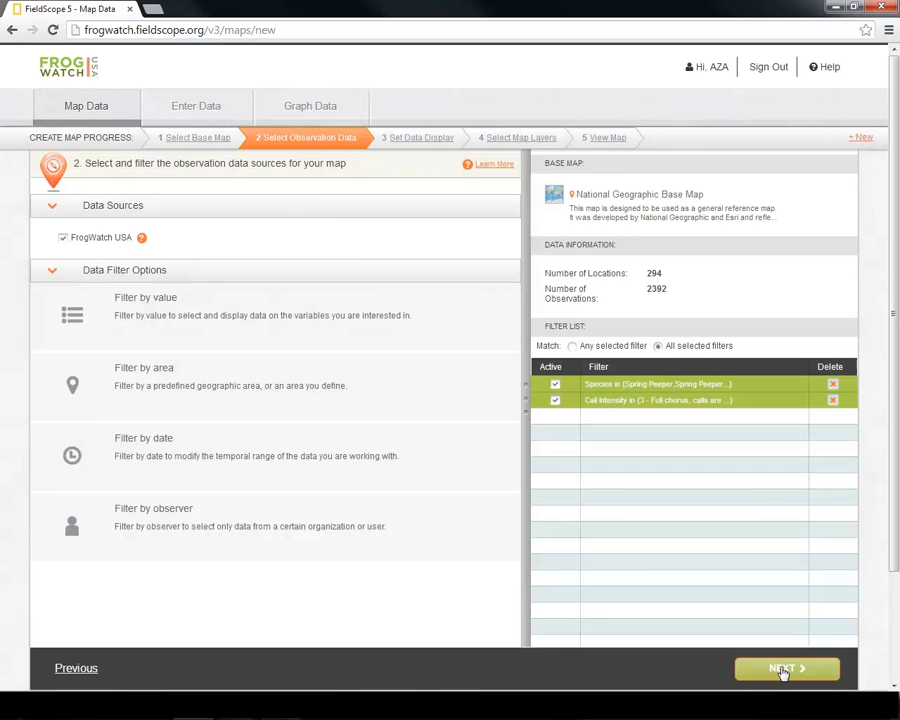 FieldScope 5 - Map Data
frogwatch.fieldscope.org/v3/maps/new
FROG
WATCH USA
Hi, AZA
Sign Out
Help
Map Data
Enter Data
Graph Data
CREATE MAP PROGRESS:
1 Select Base Map
2 Select Observation Data
3 Set Data Display
4 Select Map Layers
5 View Map
+ New
2. Select and filter the observation data sources for your map
Learn More
Data Sources
FrogWatch USA
Data Filter Options
Filter by value
Filter by value to select and display data on the variables you are interested in.
Filter by area
Filter by a predefined geographic area, or an area you define.
Filter by date
Filter by date to modify the temporal range of the data you are working with.
Filter by observer
Filter by observer to select only data from a certain organization or user.
BASE MAP:
National Geographic Base Map
This map is designed to be used as a general reference map.
It was developed by National Geographic and Esri and refle...
DATA INFORMATION:
Number of Locations: 294
Number of
Observations: 2392
FILTER LIST:
Match: Any selected filter All selected filters
Active Filter Delete
Species in {Spring Peeper,Spring Peeper...}
Call Intensity in {3 - Full chorus, calls are ...}
Previous
NEXT